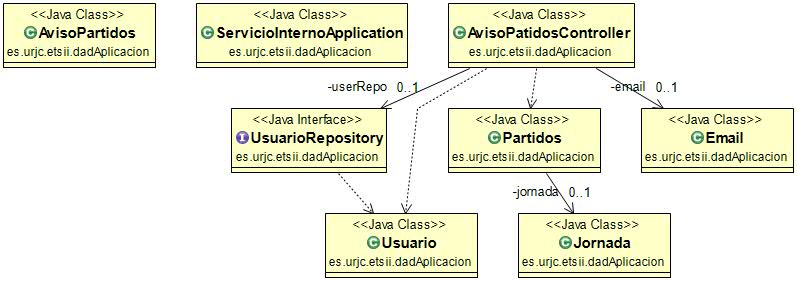 <<Java Class>>
AvisoPartidos
es.urjc.etsii.dadAplicacion
<<Java Class>>
ServicioInternoApplication
es.urjc.etsii.dadAplicacion
<<Java Class>>
AvisoPatidosController
es.urjc.etsii.dadAplicacion
-userRepo 0..1
-email 0..1
<<Java Interface>>
UsuarioRepository
es.urjc.etsii.dadAplicacion
<<Java Class>>
Partidos
es.urjc.etsii.dadAplicacion
<<Java Class>>
Email
es.urjc.etsii.dadAplicacion
-jornada 0..1
<<Java Class>>
Usuario
es.urjc.etsii.dadAplicacion
<<Java Class>>
Jornada
es.urjc.etsii.dadAplicacion